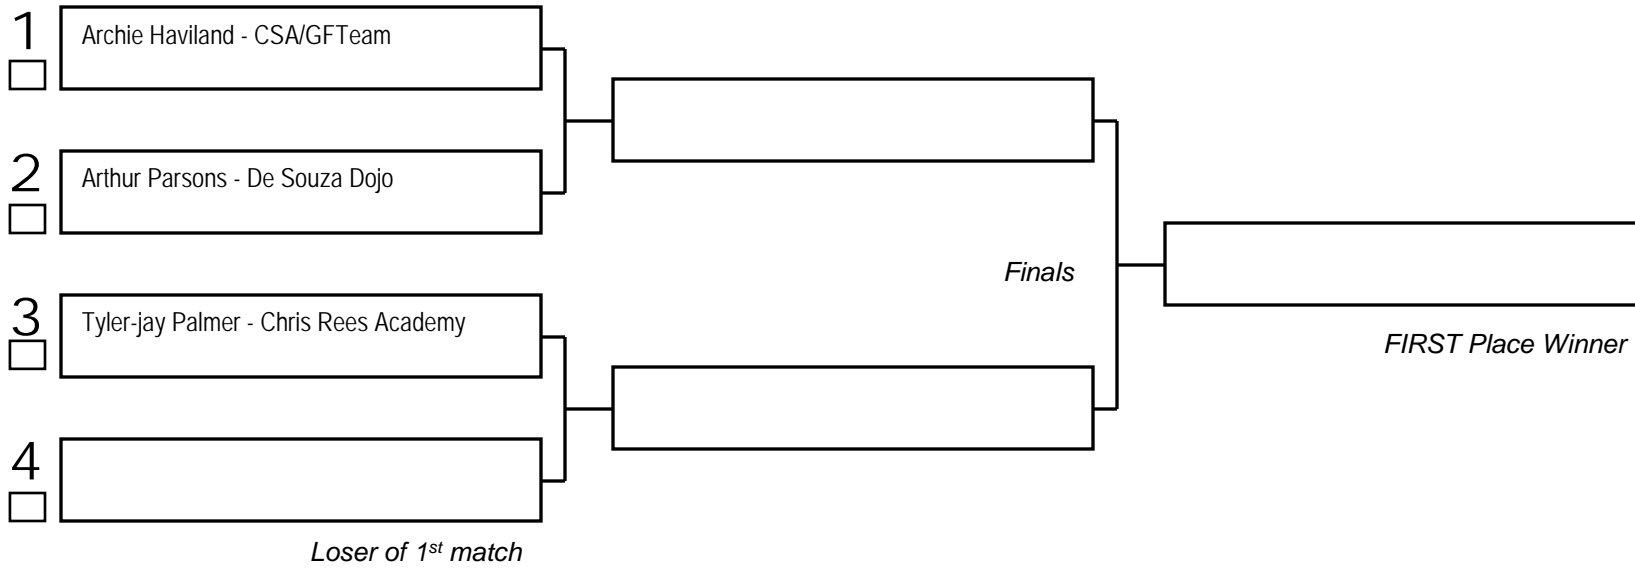 1
Archie Haviland - CSA/GFTeam
2
Arthur Parsons - De Souza Dojo
Finals
3
Tyler-jay Palmer - Chris Rees Academy
FIRST Place Winner
4
Loser of 1st match